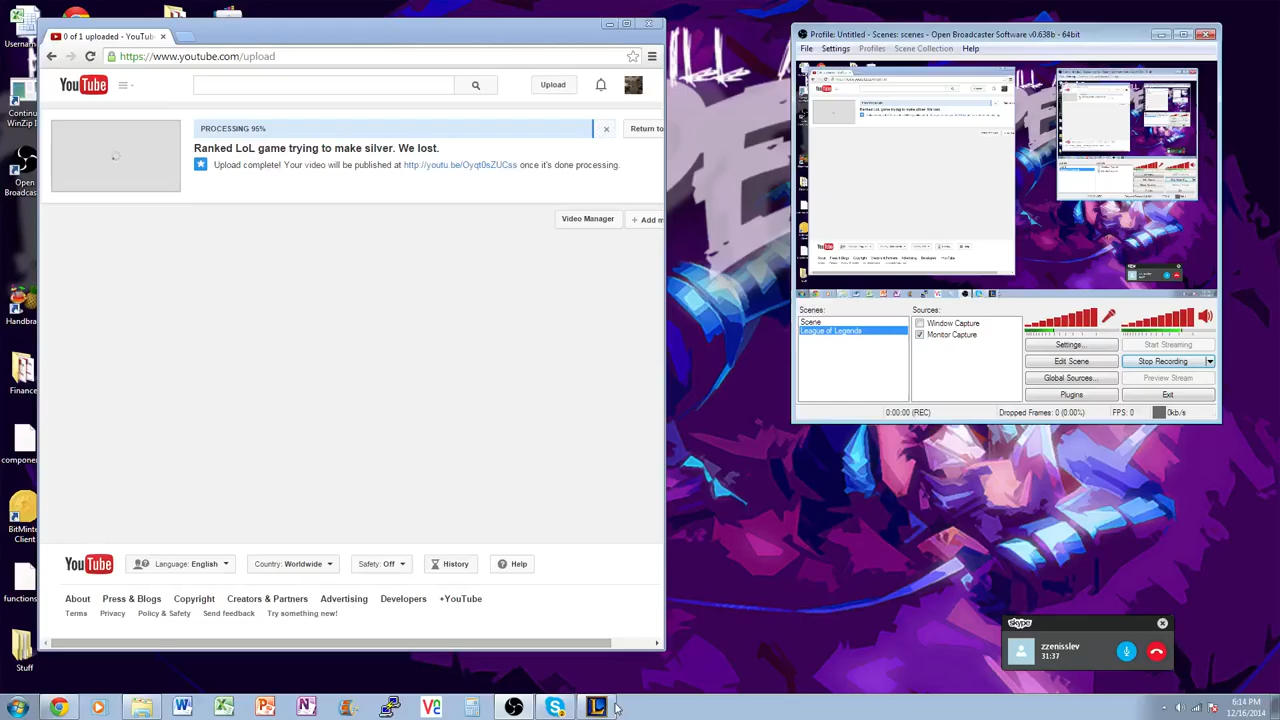 0 of 1 uploaded - YouTub
https://www.youtube.com/upload
YouTube
Upload
PROCESSING 95%
Return to
Ranked LoL game trying to make silver. We lost.
Upload complete! Your video will be published at
once it's done processing.
Video Manager
+ Add m
YouTube
Language: English
Country: Worldwide
Safety: Off
History
Help
About
Press & Blogs
Copyright
Creators & Partners
Advertising
Developers
+YouTube
Terms
Privacy
Policy & Safety
Send feedback
Try something new!
Profile: Untitled - Scenes: scenes - Open Broadcaster Software v0.638b - 64bit
File
Settings
Profiles
Scene Collection
Help
Scenes:
Scene
League of Legends
Sources:
Window Capture
Monitor Capture
Settings...
Start Streaming
Edit Scene
Stop Recording
Global Sources...
Preview Stream
Plugins
Exit
0:00:00 (REC)
Dropped Frames: 0 (0.00%)
FPS: 0
0kb/s
Username
Continu
WinZip
Open
Broadcas
Handbra
Finance
component
BitMinte
Client
functions
Stuff
skype
zzenisslev
31:37
6:14 PM
12/16/2014